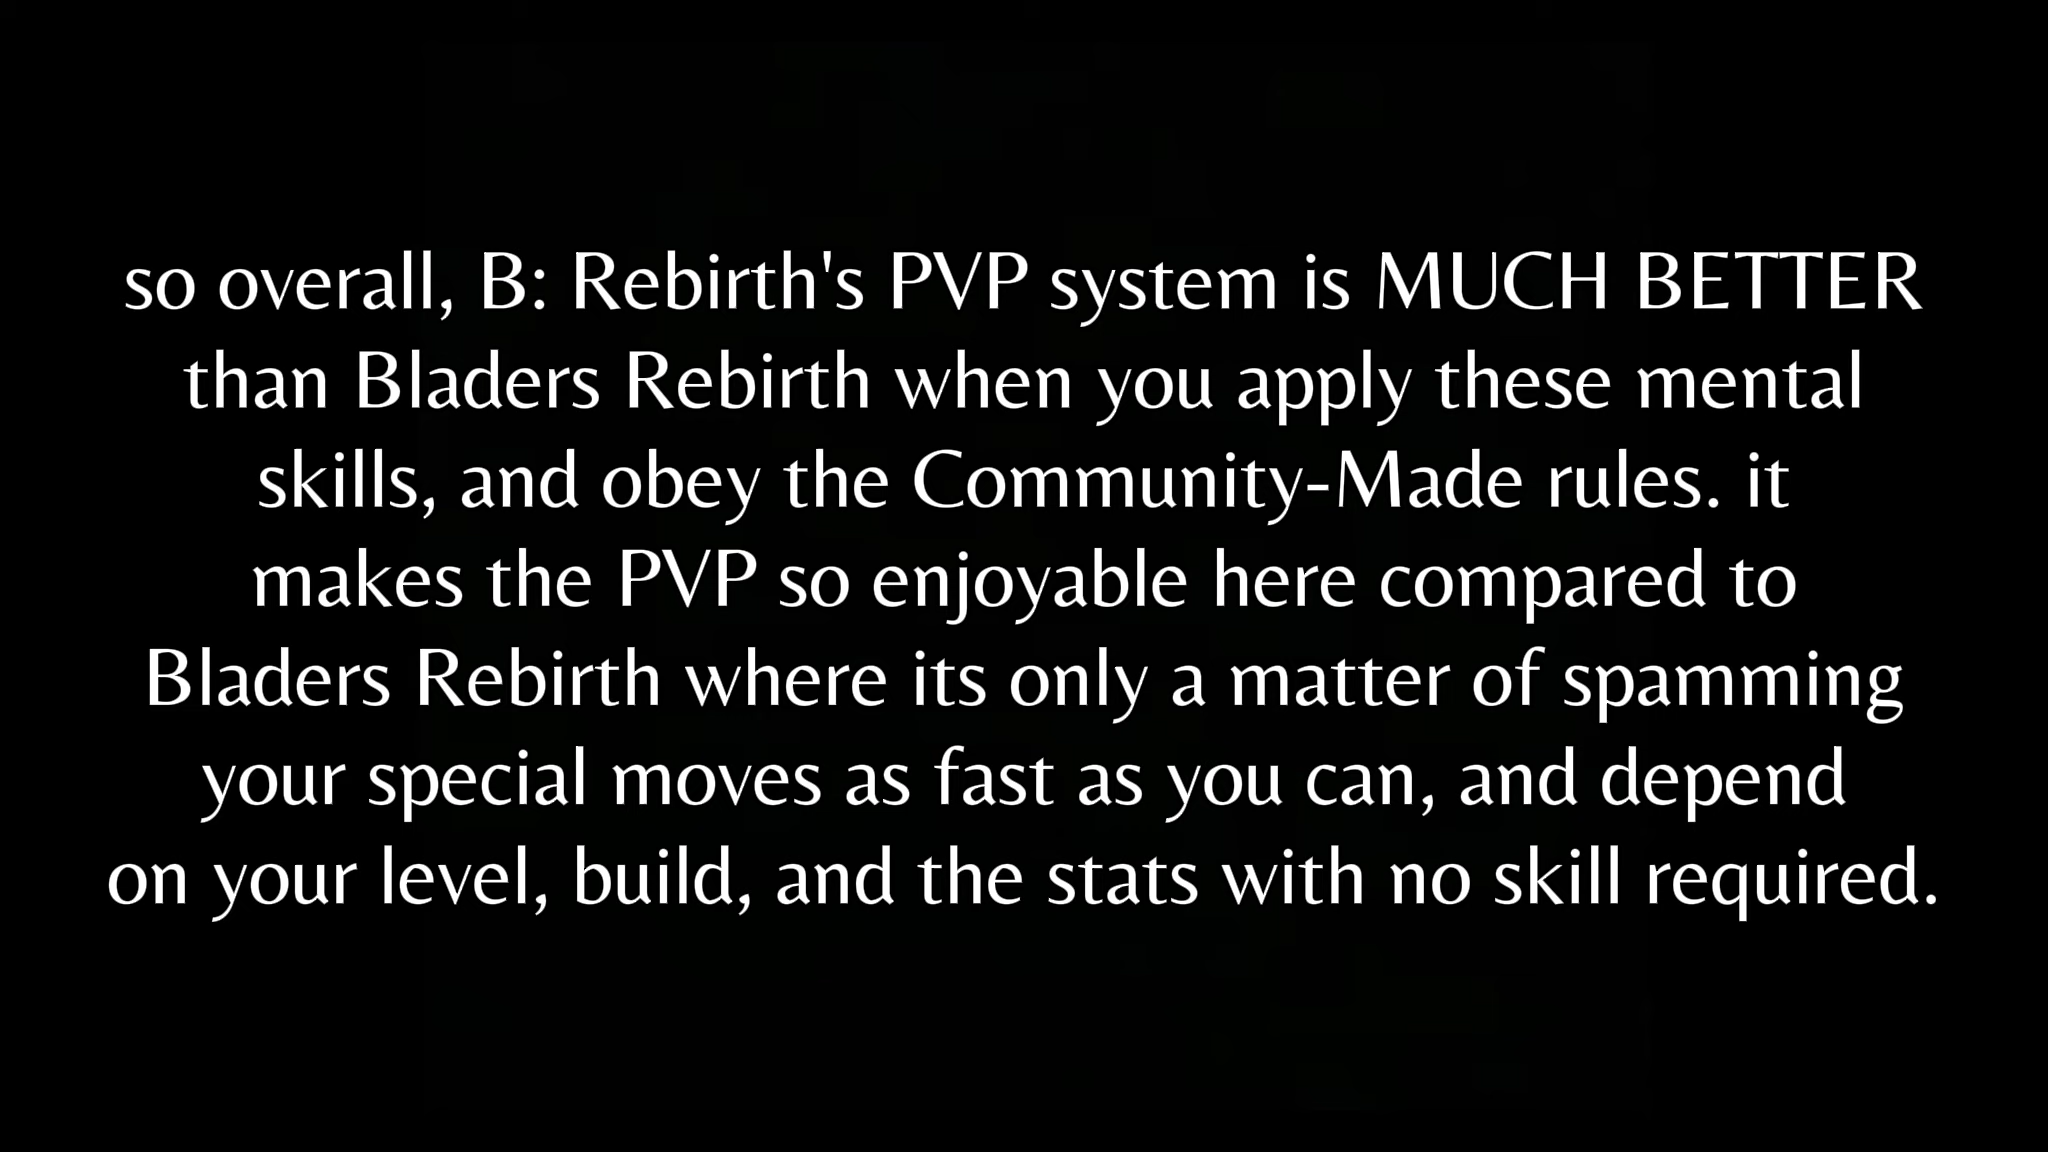 so overall, B: Rebirth's PVP system is MUCH BETTER
than Bladers Rebirth when you apply these mental
skills, and obey the Community-Made rules. it
makes the PVP so enjoyable here compared to
Bladers Rebirth where its only a matter of spamming
your special moves as fast as you can, and depend
on your level, build, and the stats with no skill required.